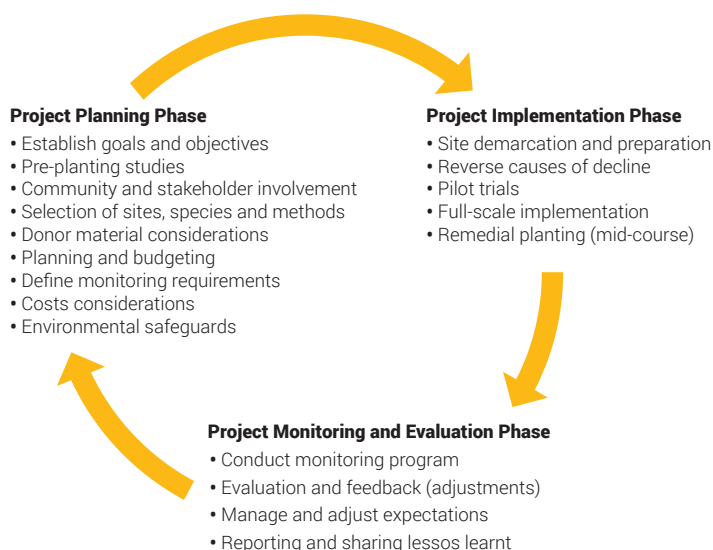 Project Planning Phase
• Establish goals and objectives
• Pre-planting studies
• Community and stakeholder involvement
• Selection of sites, species and methods
• Donor material considerations
• Planning and budgeting
• Define monitoring requirements
• Costs considerations
• Environmental safeguards
Project Implementation Phase
• Site demarcation and preparation
• Reverse causes of decline
• Pilot trials
• Full-scale implementation
• Remedial planting (mid-course)
Project Monitoring and Evaluation Phase
• Conduct monitoring program
• Evaluation and feedback (adjustments)
• Manage and adjust expectations
• Reporting and sharing lessos learnt